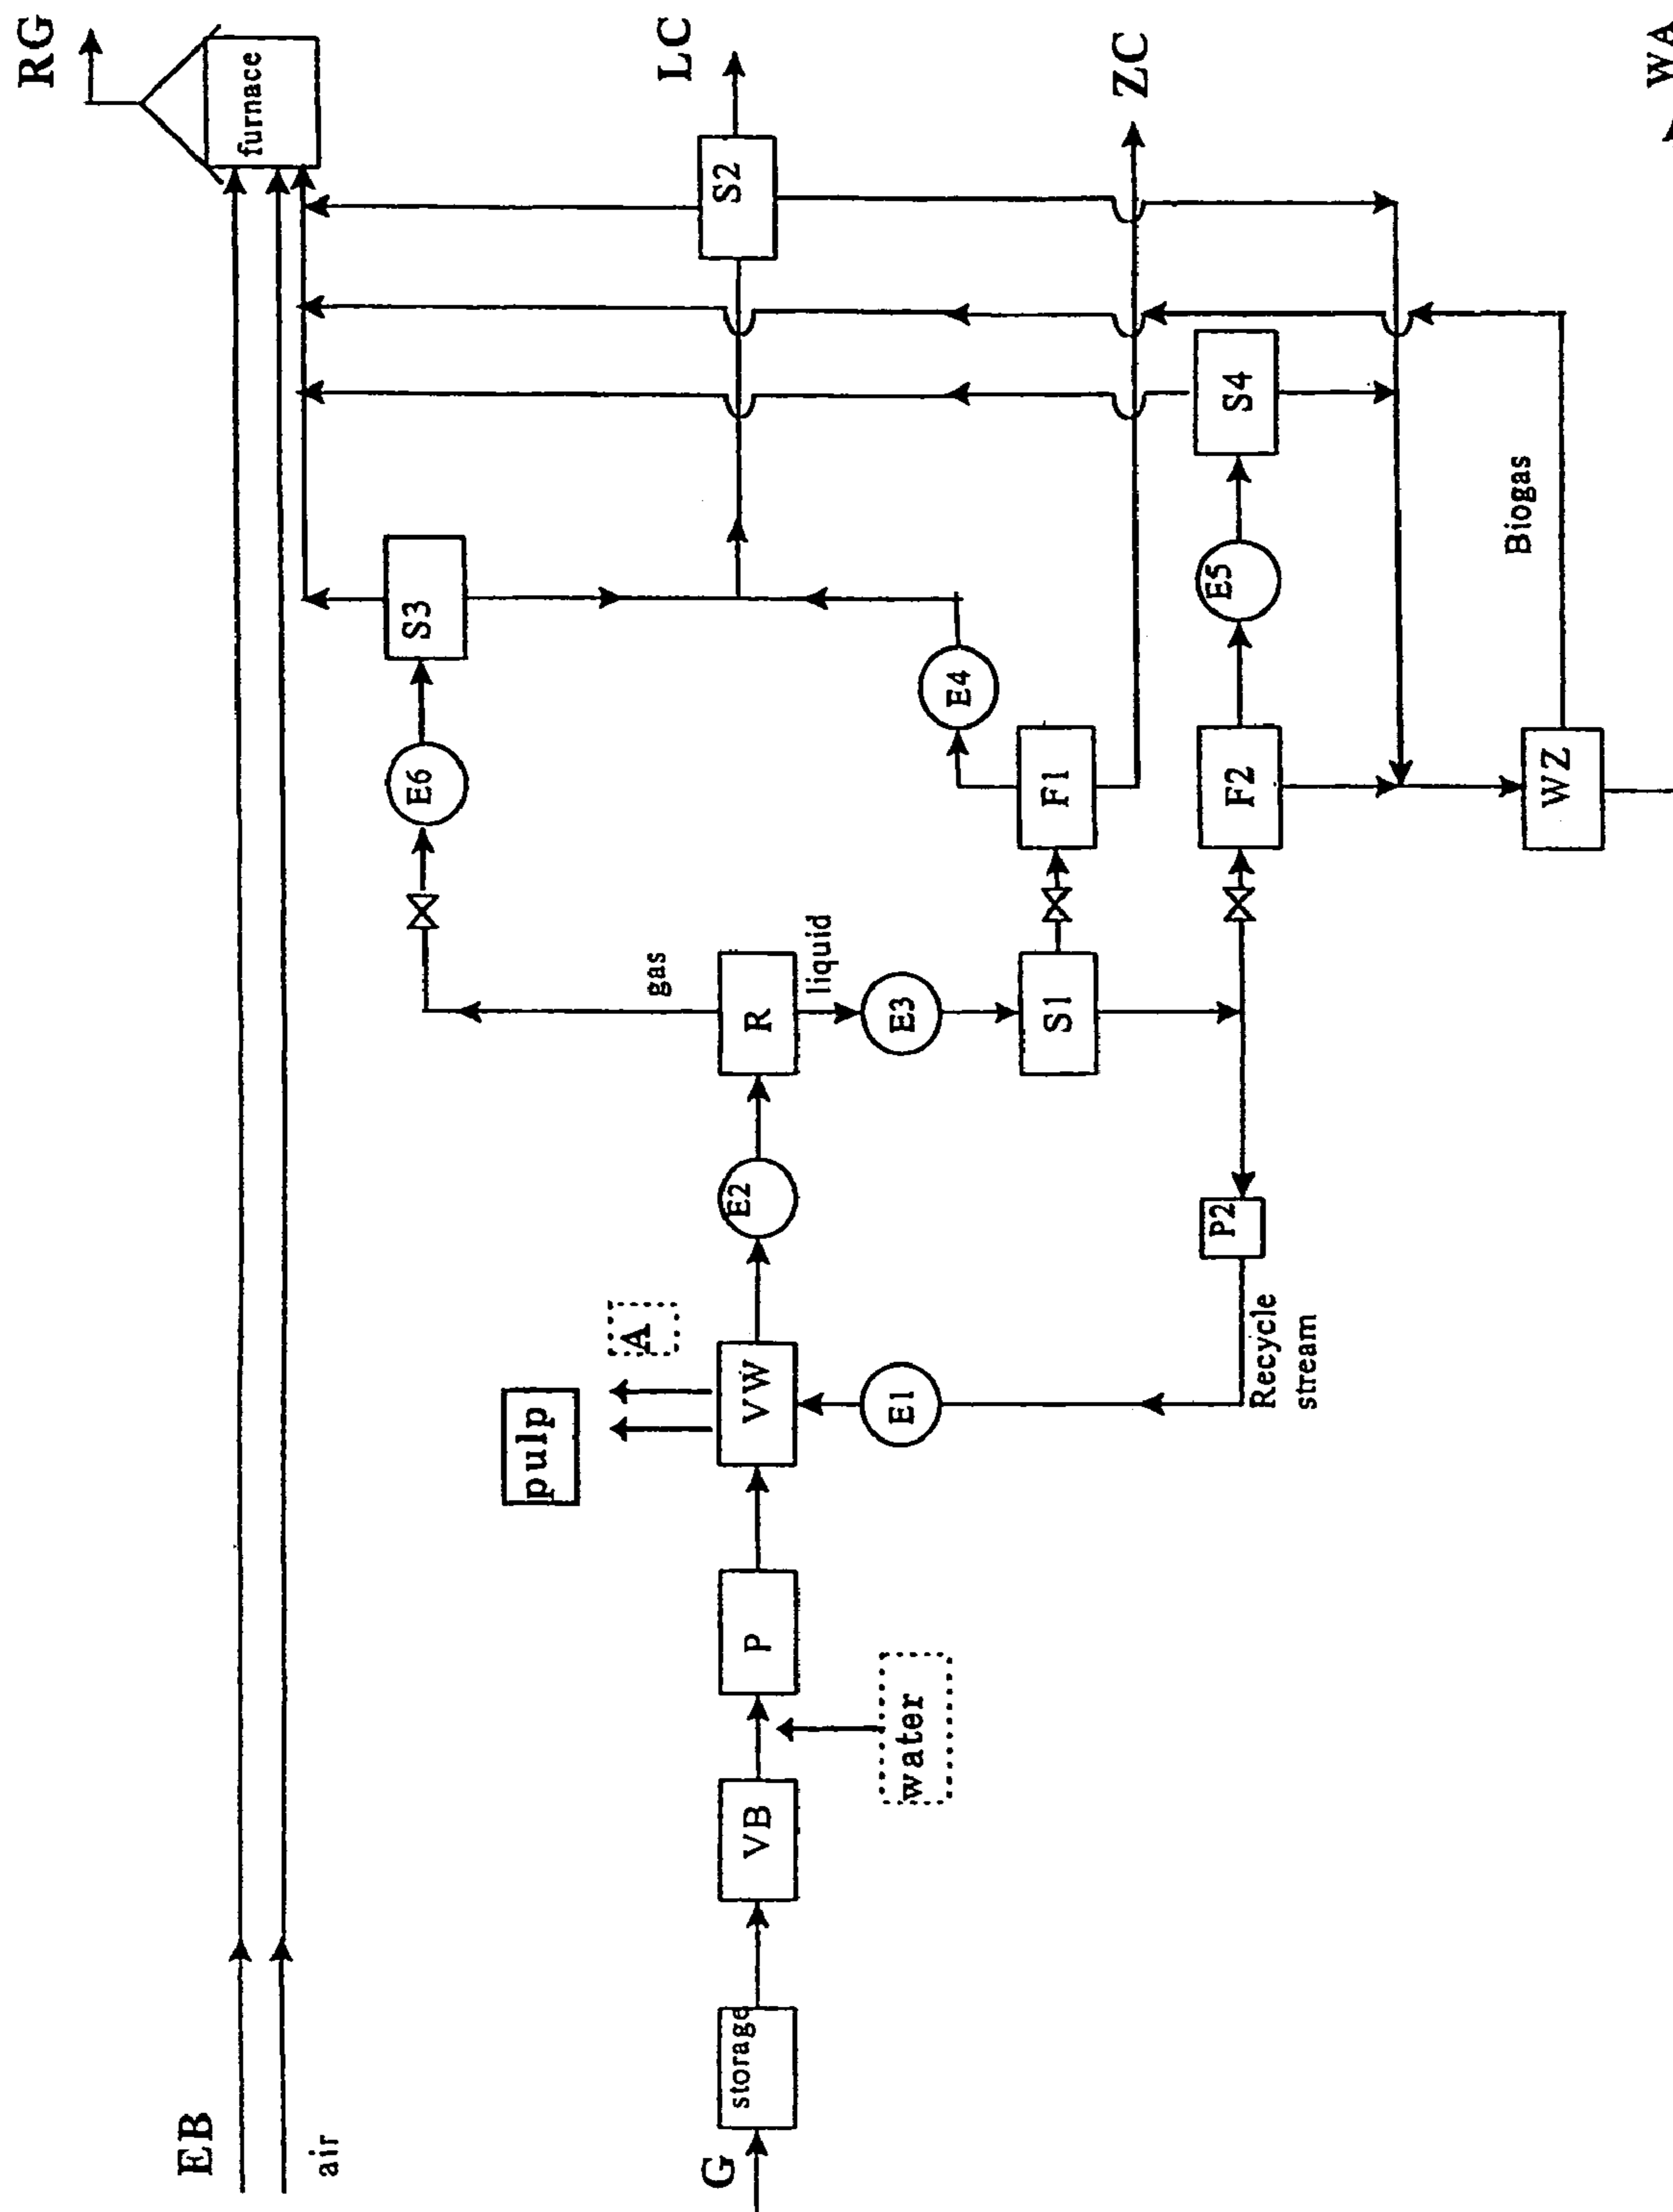 RG
furnace
EB
air
S3
E6
LC
S2
gas
pulp
A
G
storage
VB
P
VW
E2
R
liquid
water
E1
E3
E4
S1
F1
ZC
Recycle
stream
P2
F2
E5
S4
Biogas
WZ
WA